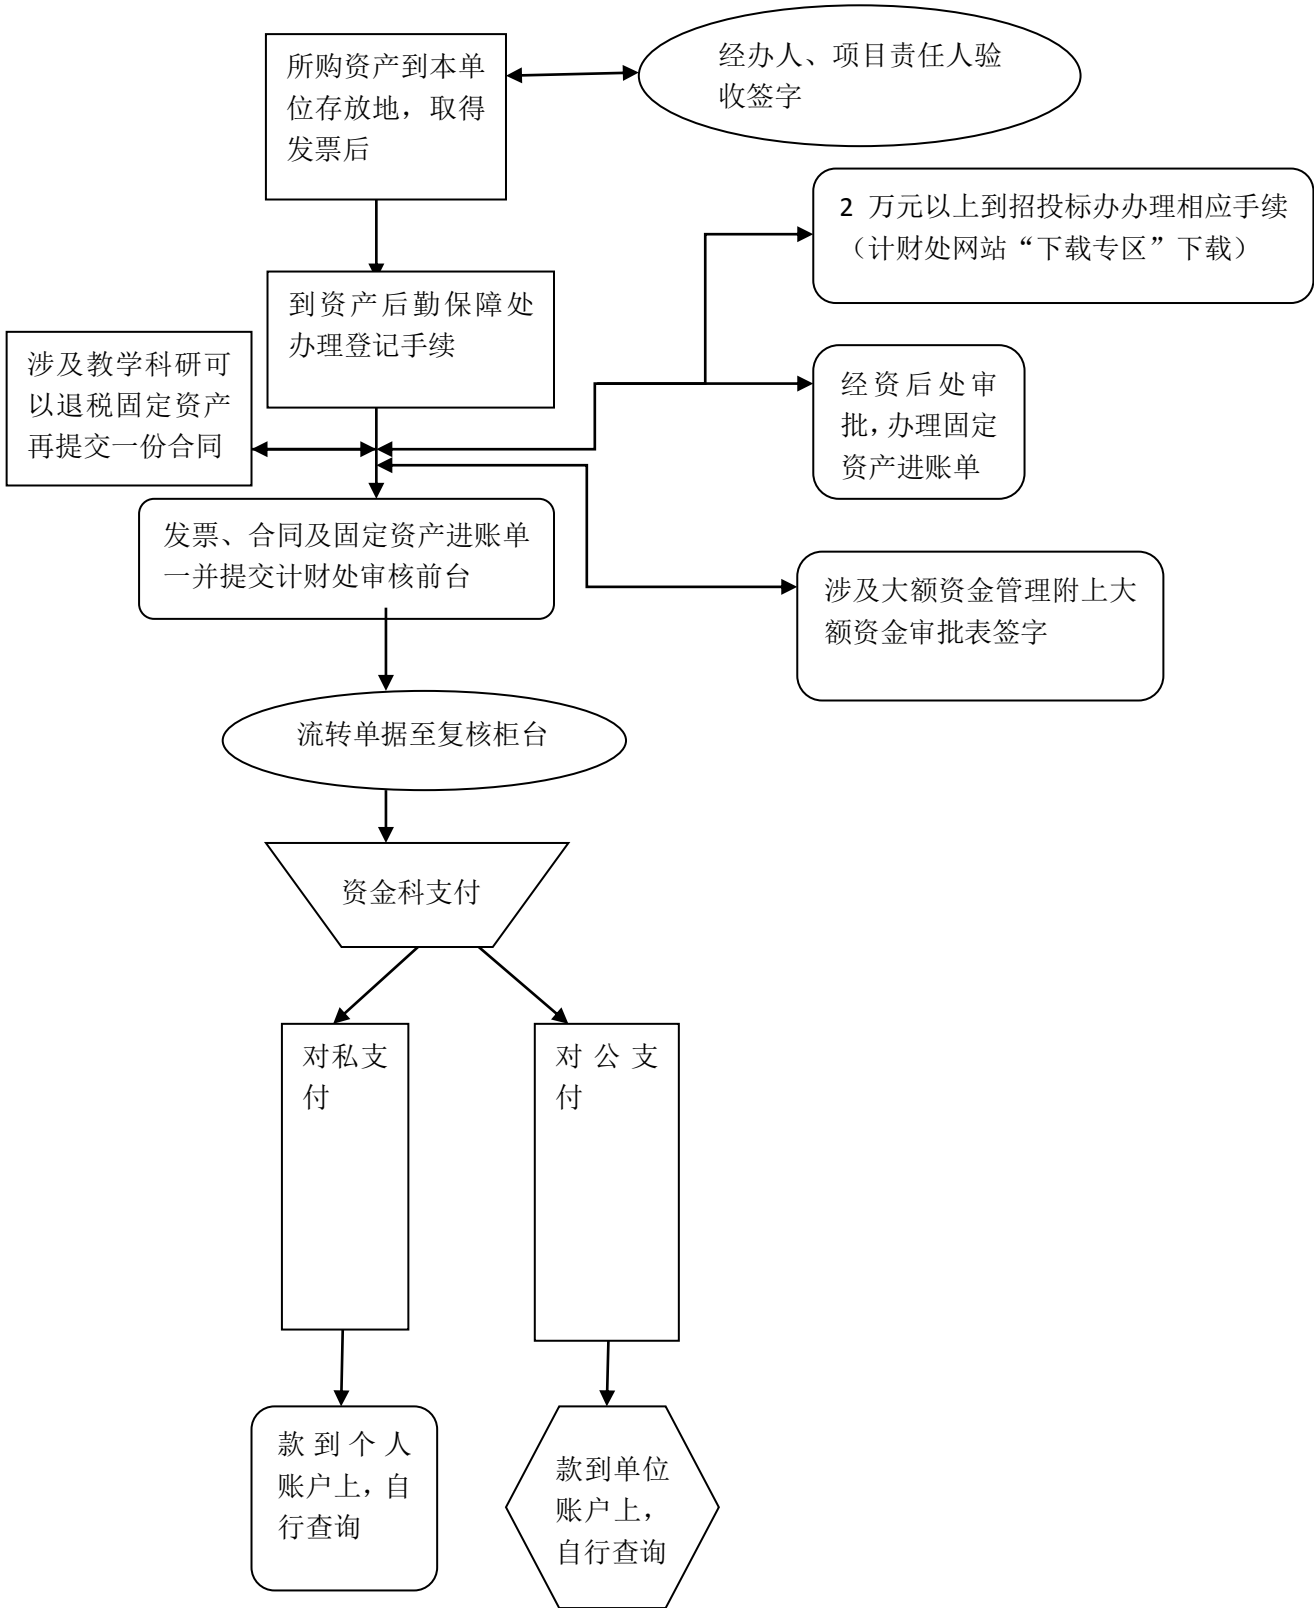 所购资产到本单
位存放地，取得
发票后
经办人、项目责任人验
收签字
2 万元以上到招投标办办理相应手续
（计财处网站“下载专区”下载）
到资产后勤保障处
办理登记手续
涉及教学科研可
以退税固定资产
再提交一份合同
经资后处审
批，办理固定
资产进账单
发票、合同及固定资产进账单
一并提交计财处审核前台
涉及大额资金管理附上大
额资金审批表签字
流转单据至复核柜台
资金科支付
对私支
付
对公支
付
款到个人
账户上，自
行查询
款到单位
账户上，
自行查询